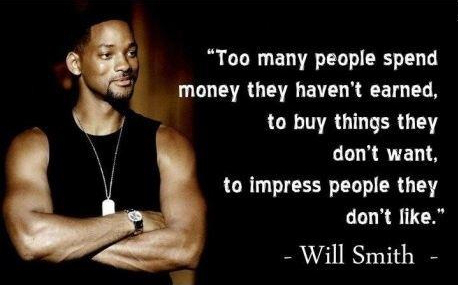 “Too many people spend
money they haven't earned,
to buy things they
don't want,
to impress people they
don't like.”
- Will Smith -